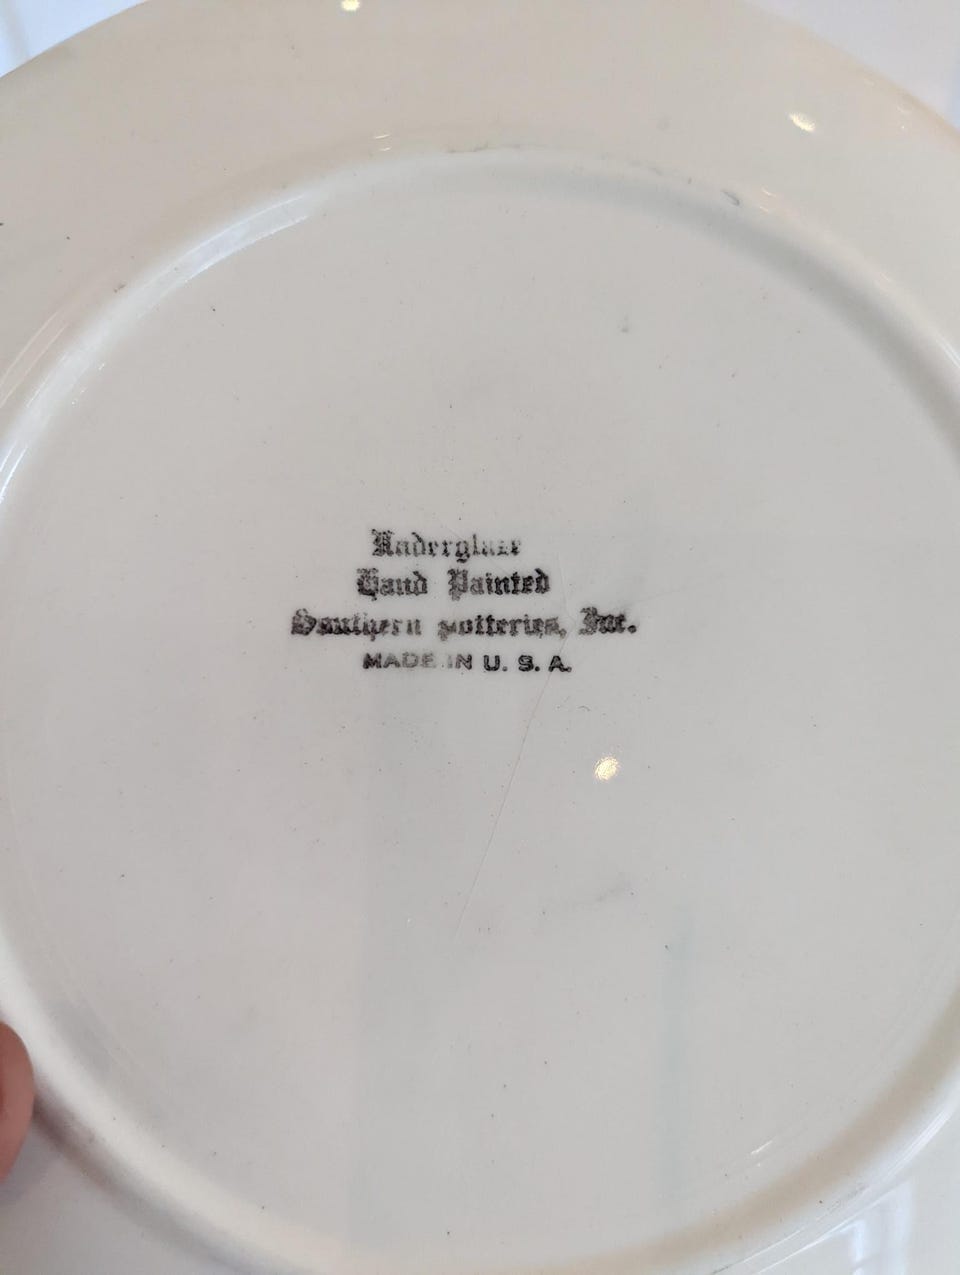 Underglaze
Hand Painted
Southern potteries, Inc.
MADE IN U. S. A.